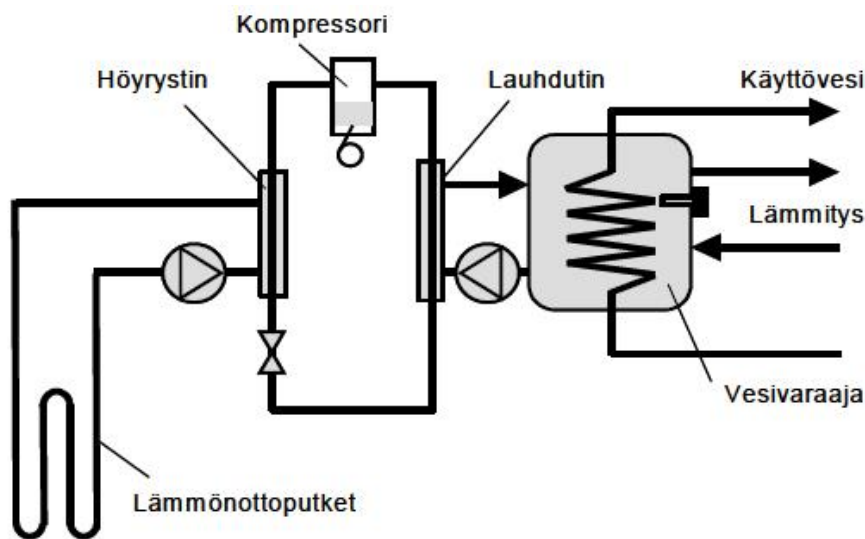 Kompressori
Höyrystin
Lauhdutin
Käyttövesi
Lämmitys
Vesivaraaja
Lämmönottoputket